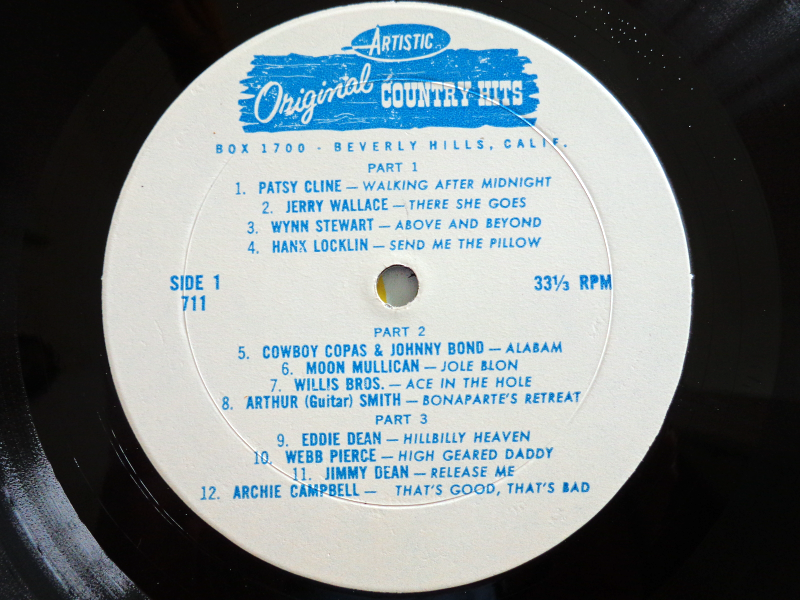 ARTISTIC
Original COUNTRY HITS
BOX 1700 - BEVERLY HILLS, CALIF.
PART 1
1. PATSY CLINE — WALKING AFTER MIDNIGHT
2. JERRY WALLACE — THERE SHE GOES
3. WYNN STEWART — ABOVE AND BEYOND
4. HANK LOCKLIN — SEND ME THE PILLOW
SIDE 1 33⅓ RPM
711
PART 2
5. COWBOY COPAS & JOHNNY BOND — ALABAM
6. MOON MULLICAN — JOLE BLON
7. WILLIS BROS. — ACE IN THE HOLE
8. ARTHUR (Guitar) SMITH — BONAPARTE'S RETREAT
PART 3
9. EDDIE DEAN — HILLBILLY HEAVEN
10. WEBB PIERCE — HIGH GEARED DADDY
11. JIMMY DEAN — RELEASE ME
12. ARCHIE CAMPBELL — THAT'S GOOD, THAT'S BAD